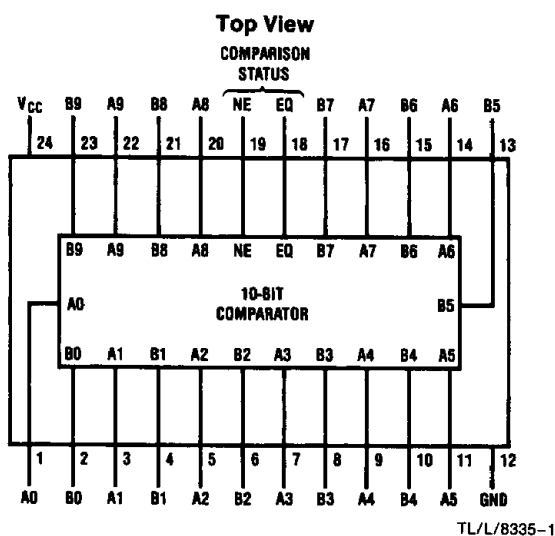 Top View
COMPARISON
STATUS
VCC B9 A9 B8 A8 NE EQ B7 A7 B6 A6 B5
24 23 22 21 20 19 18 17 16 15 14 13
B9 A9 B8 A8 NE EQ B7 A7 B6 A6
A0 10-BIT B5
COMPARATOR
B0 A1 B1 A2 B2 A3 B3 A4 B4 A5
1 2 3 4 5 6 7 8 9 10 11 12
A0 B0 A1 B1 A2 B2 A3 B3 A4 B4 A5 GND
TL/L/8335-1